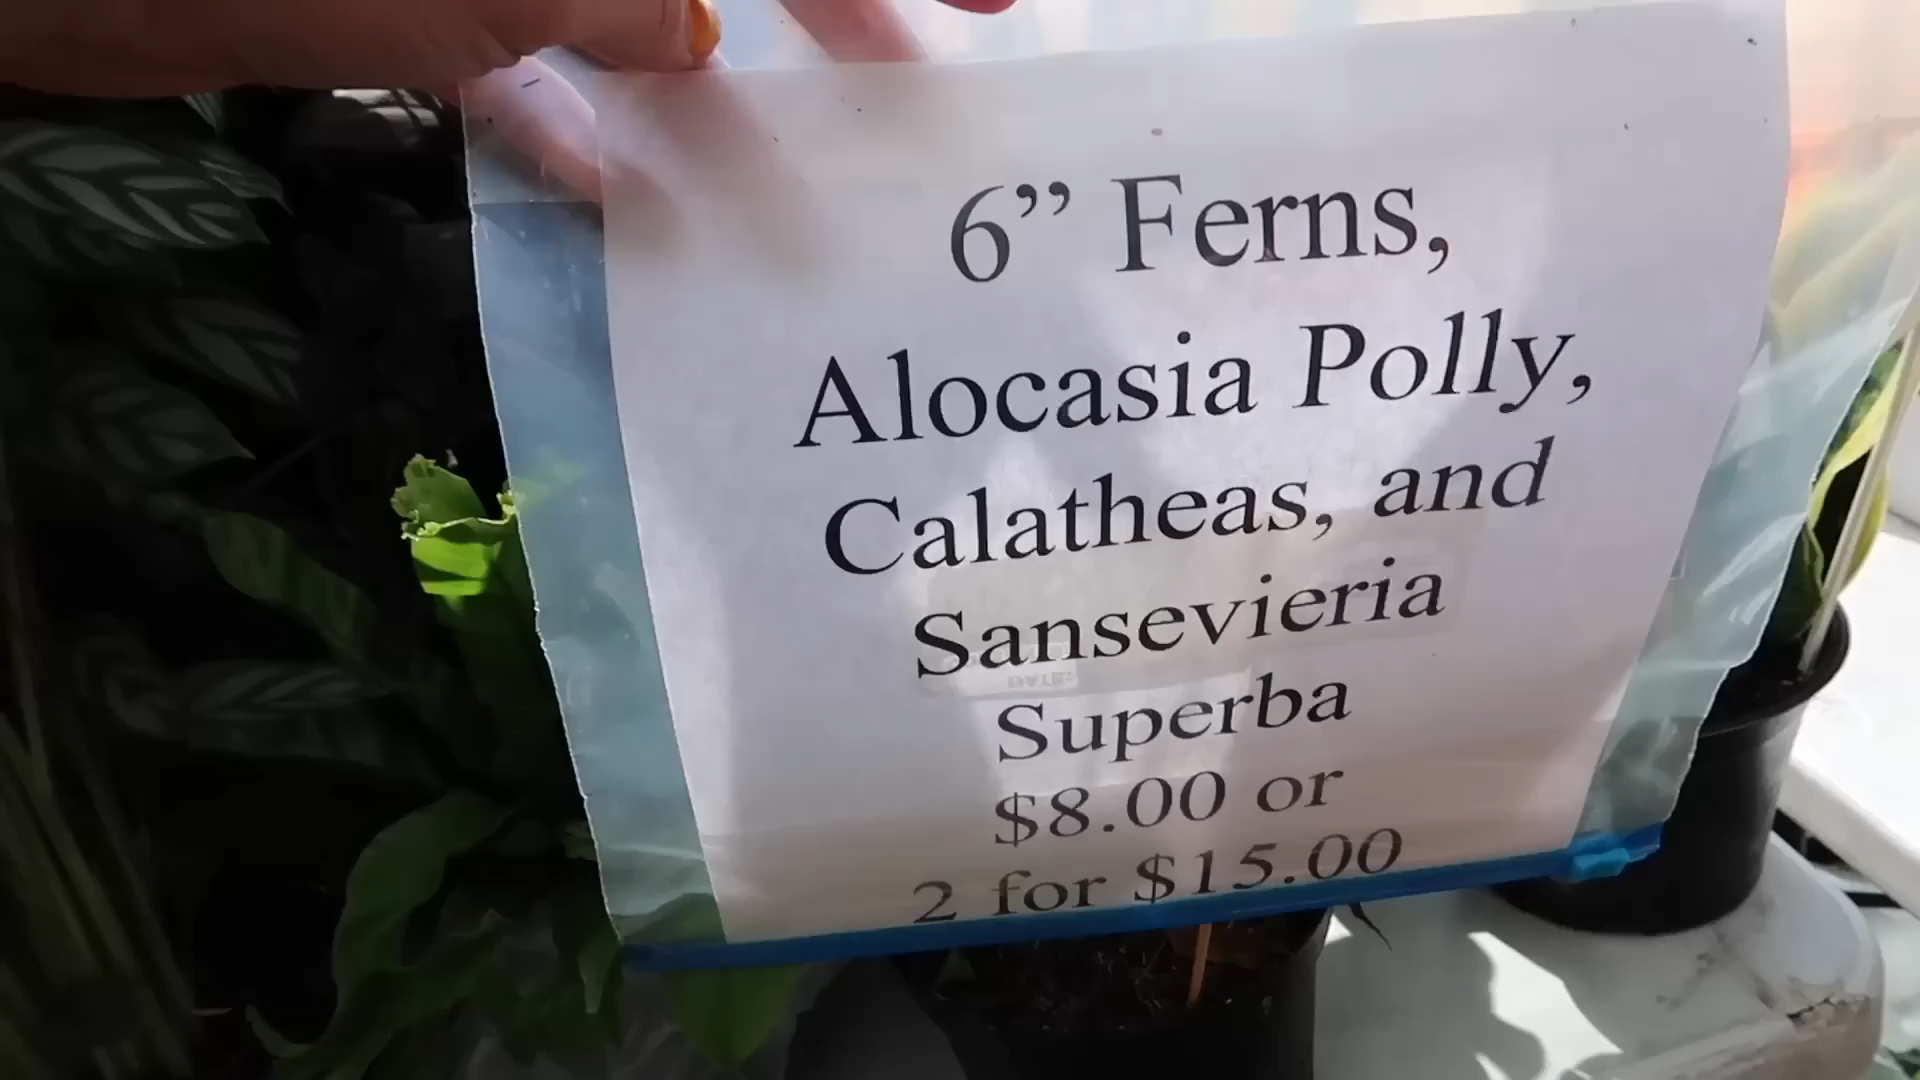 6” Ferns,
Alocasia Polly,
Calatheas, and
Sansevieria
Superba
$8.00 or
2 for $15.00